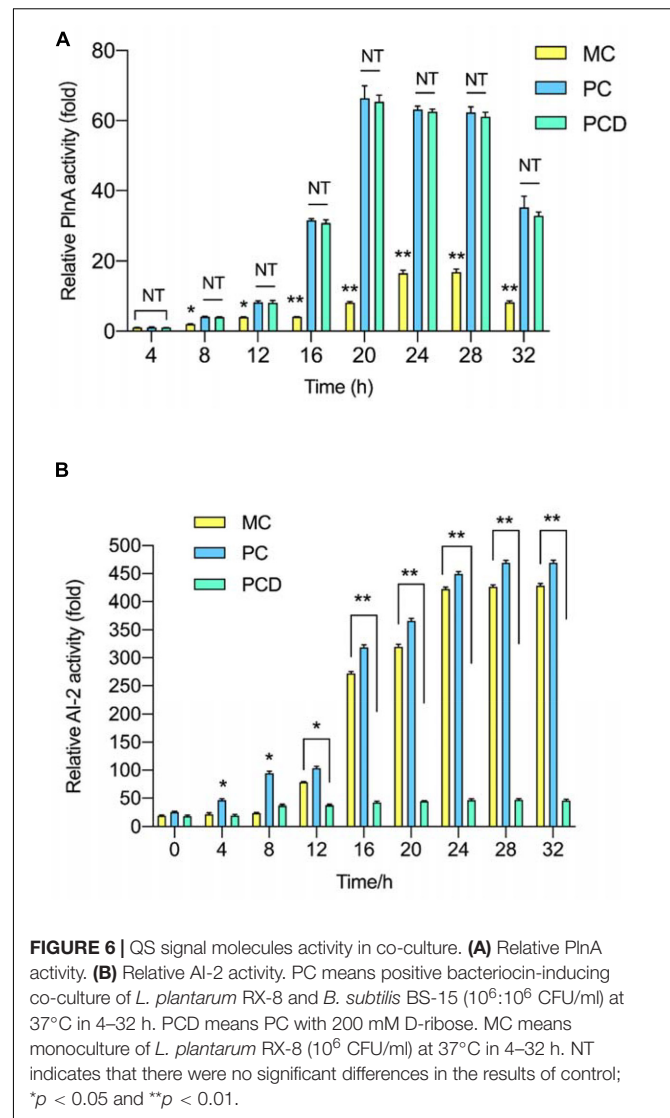 A
80
60
40
20
0
Relative PlnA activity (fold)
MC
PC
PCD
NT
NT
NT
NT
NT
NT
NT
NT
*
*
**
**
**
**
**
4 8 12 16 20 24 28 32
Time (h)
B
MC
PC
PCD
500
450
400
350
300
250
200
150
100
50
0
Relative AI-2 activity (fold)
*
*
*
**
**
**
**
**
0 4 8 12 16 20 24 28 32
Time/h
FIGURE 6 | QS signal molecules activity in co-culture. (A) Relative PlnA
activity. (B) Relative AI-2 activity. PC means positive bacteriocin-inducing
co-culture of L. plantarum RX-8 and B. subtilis BS-15 (10⁶:10⁶ CFU/ml) at
37°C in 4–32 h. PCD means PC with 200 mM D-ribose. MC means
monoculture of L. plantarum RX-8 (10⁶ CFU/ml) at 37°C in 4–32 h. NT
indicates that there were no significant differences in the results of control;
*p < 0.05 and **p < 0.01.